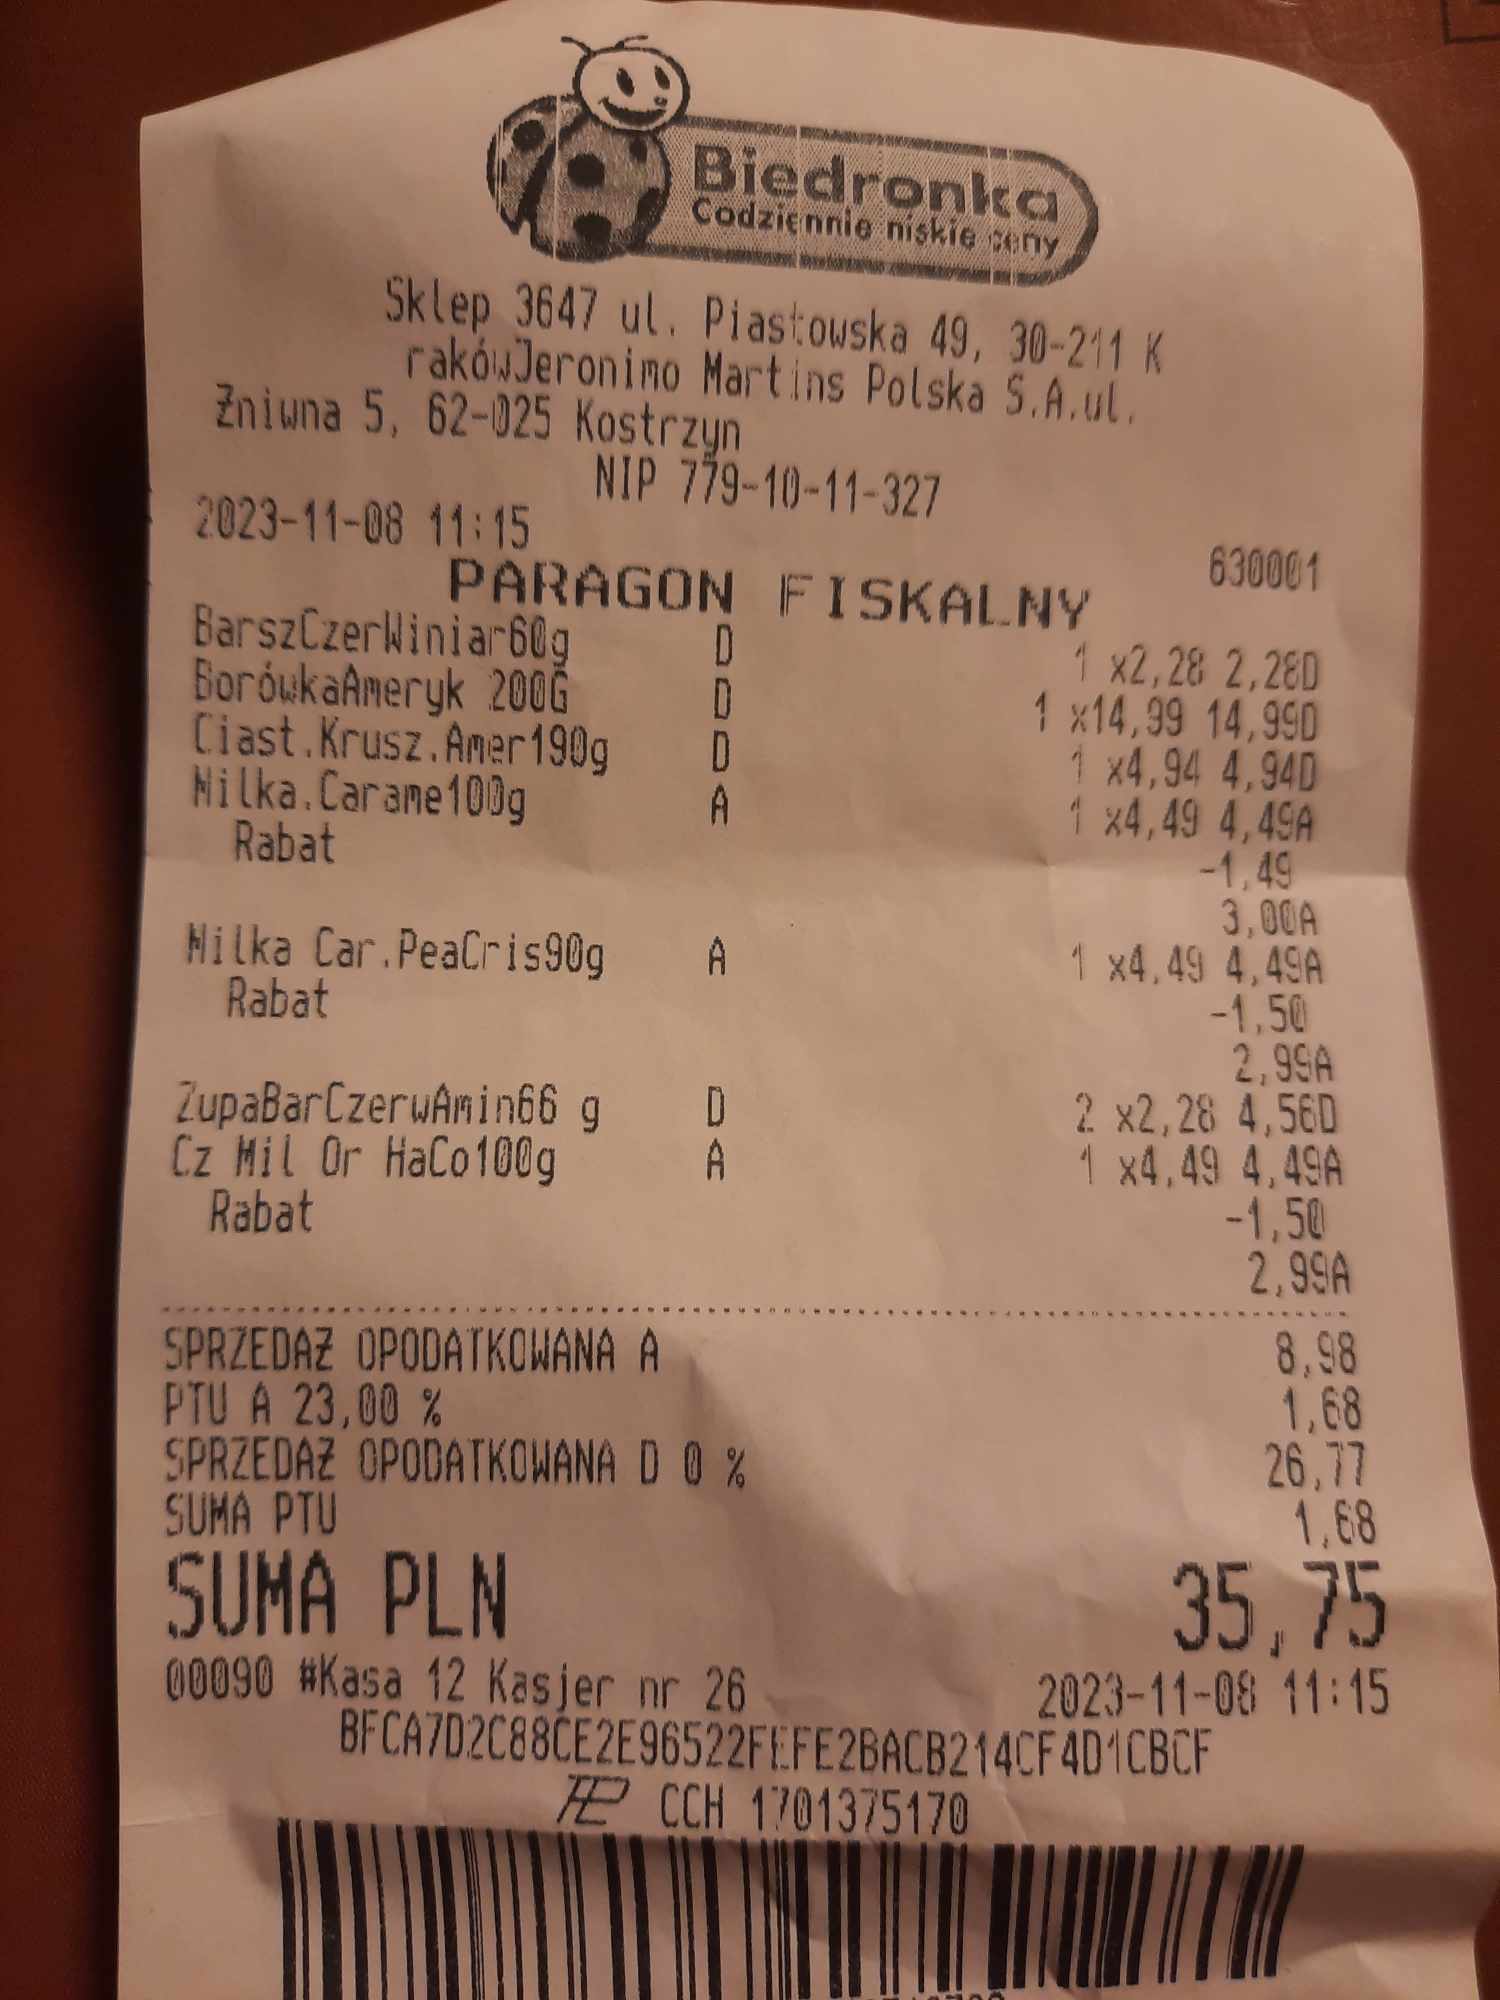 Biedronka
Codziennie niskie ceny
Sklep 3647 ul. Piastowska 49, 30-211 K
rakówJeronimo Martins Polska S.A.ul.
Żniwna 5, 62-025 Kostrzyn
NIP 779-10-11-327
2023-11-08 11:15 630001
PARAGON FISKALNY
BarszCzerWiniar60g D 1 x2,28 2,28D
BorówkaAmeryk 200G D 1 x14,99 14,99D
Ciast.Krusz.Amer190g D 1 x4,94 4,94D
Milka.Carame100g A 1 x4,49 4,49A
Rabat -1,49
3,00A
Milka Car.PeaCris90g A 1 x4,49 4,49A
Rabat -1,50
2,99A
ZupaBarCzerwAmin66 g D 2 x2,28 4,56D
Cz Mil Or HaCo100g A 1 x4,49 4,49A
Rabat -1,50
2,99A
SPRZEDAŻ OPODATKOWANA A 8,98
PTU A 23,00 % 1,68
SPRZEDAŻ OPODATKOWANA D 0 % 26,77
SUMA PTU 1,68
SUMA PLN 35,75
00090 #Kasa 12 Kasjer nr 26 2023-11-08 11:15
BFCA7D2C88CE2E96522FEFE2BACB214CF4D1CBCF
CCH 1701375170